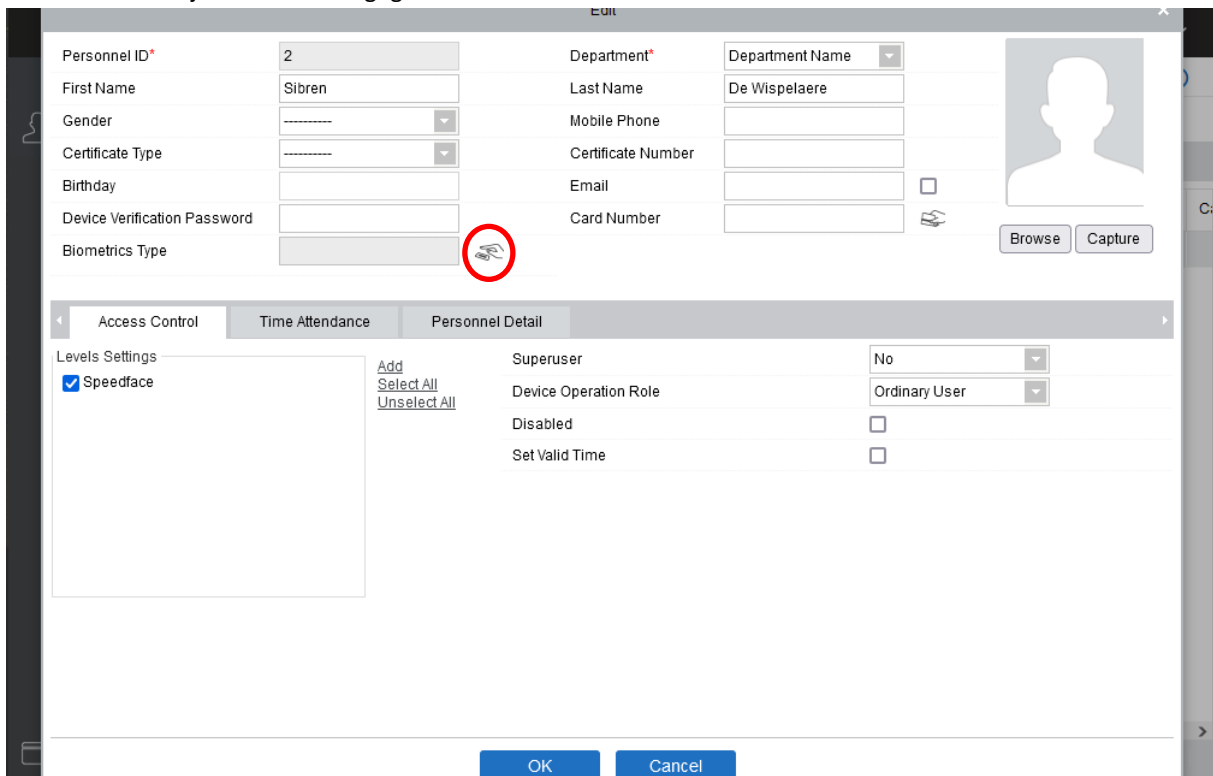 Edit ×
Personnel ID* 2 Department* Department Name
First Name Sibren Last Name De Wispelaere
Gender ---------- Mobile Phone
Certificate Type ---------- Certificate Number
Birthday Email
Device Verification Password Card Number
Biometrics Type Browse Capture
Access Control Time Attendance Personnel Detail
Levels Settings
Speedface
Add
Select All
Unselect All
Superuser No
Device Operation Role Ordinary User
Disabled
Set Valid Time
OK Cancel